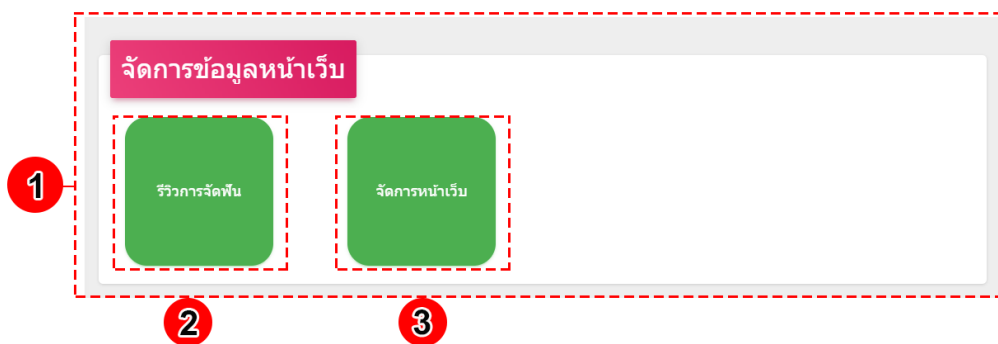 จัดการข้อมูลหน้าเว็บ
รีวิวการจัดฟัน
จัดการหน้าเว็บ
1
2
3